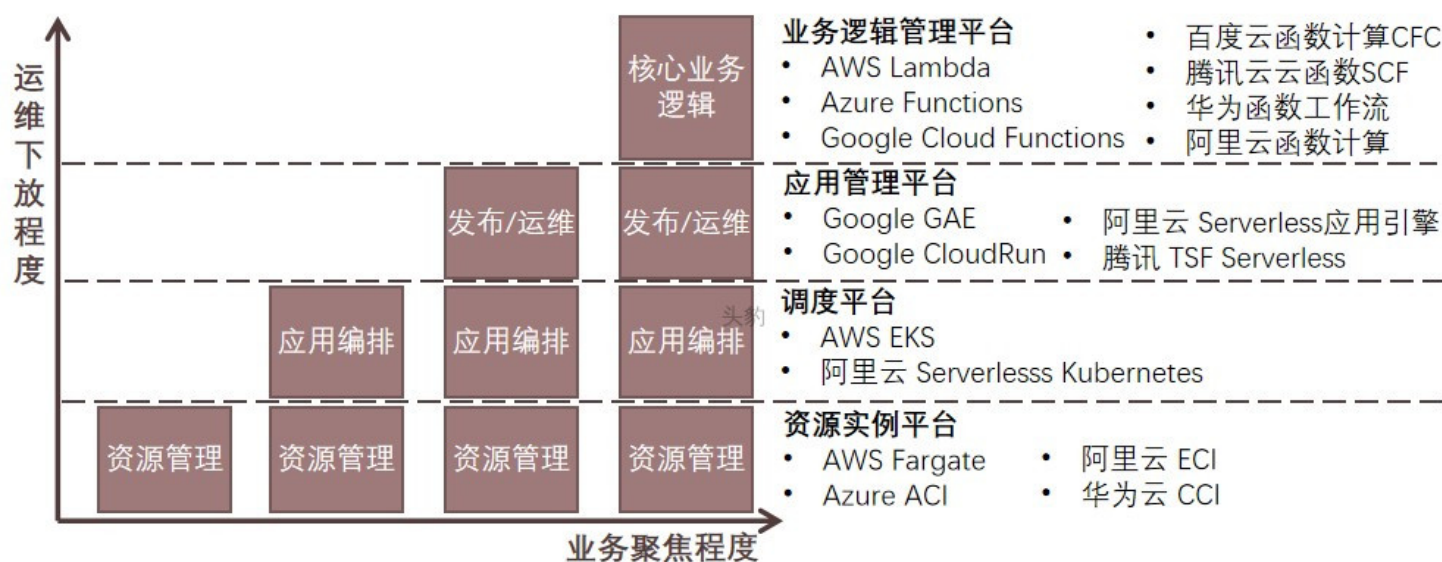 运维下放程度
核心业务
逻辑
发布/运维
发布/运维
应用编排
应用编排
应用编排
资源管理
资源管理
资源管理
资源管理
业务聚焦程度
业务逻辑管理平台
• AWS Lambda
• Azure Functions
• Google Cloud Functions
• 百度云函数计算CFC
• 腾讯云云函数SCF
• 华为函数工作流
• 阿里云函数计算
应用管理平台
• Google GAE
• Google CloudRun
• 阿里云 Serverless应用引擎
• 腾讯 TSF Serverless
头豹
调度平台
• AWS EKS
• 阿里云 Serverlesss Kubernetes
资源实例平台
• AWS Fargate
• Azure ACI
• 阿里云 ECI
• 华为云 CCI